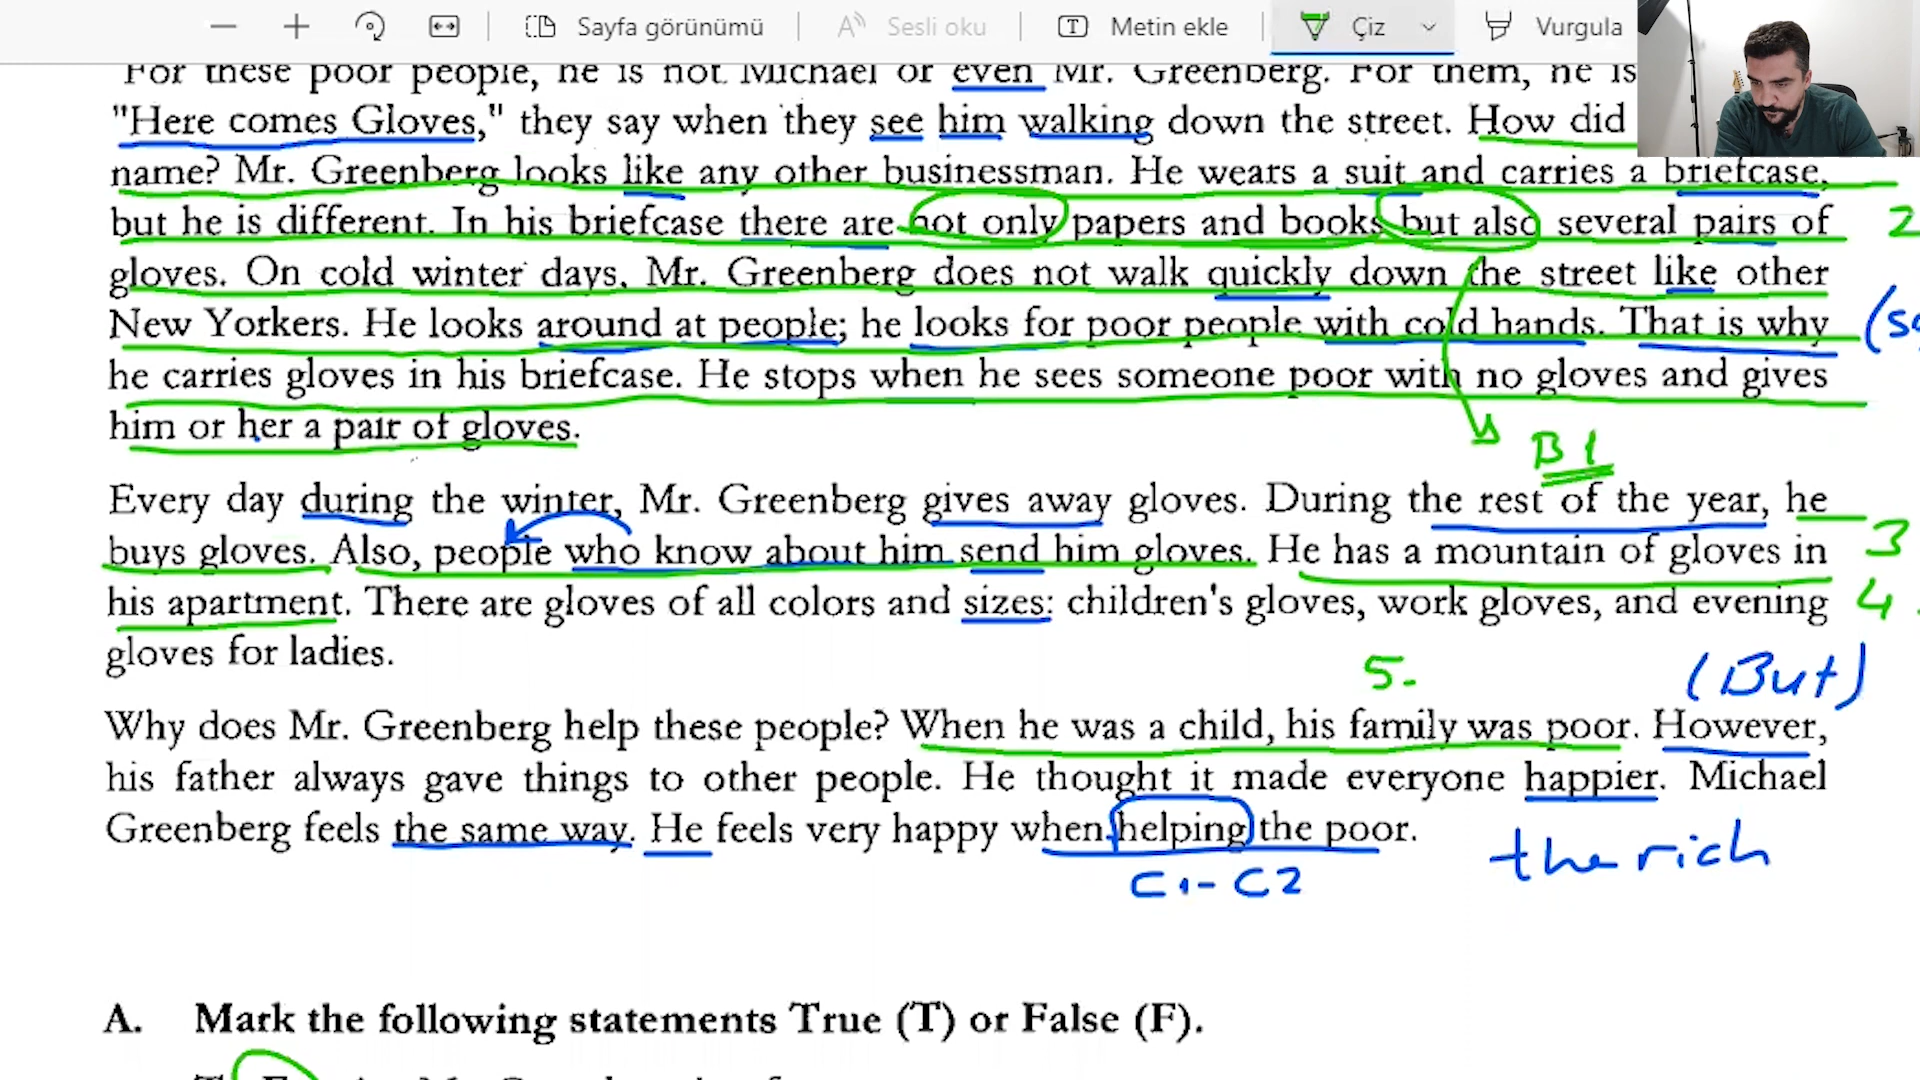 Sayfa görünümü Sesli oku Metin ekle Çiz Vurgula
For these poor people, he is not Michael or even Mr. Greenberg. For them, he is
"Here comes Gloves," they say when they see him walking down the street. How did
name? Mr. Greenberg looks like any other businessman. He wears a suit and carries a briefcase,
but he is different. In his briefcase there are not only papers and books but also several pairs of 2
gloves. On cold winter days, Mr. Greenberg does not walk quickly down the street like other
New Yorkers. He looks around at people; he looks for poor people with cold hands. That is why
he carries gloves in his briefcase. He stops when he sees someone poor with no gloves and gives
him or her a pair of gloves.
B1
Every day during the winter, Mr. Greenberg gives away gloves. During the rest of the year, he
buys gloves. Also, people who know about him send him gloves. He has a mountain of gloves in 3
his apartment. There are gloves of all colors and sizes: children's gloves, work gloves, and evening 4
gloves for ladies.
5. (But)
Why does Mr. Greenberg help these people? When he was a child, his family was poor. However,
his father always gave things to other people. He thought it made everyone happier. Michael
Greenberg feels the same way. He feels very happy when helping the poor.
the rich
C1-C2
A. Mark the following statements True (T) or False (F).